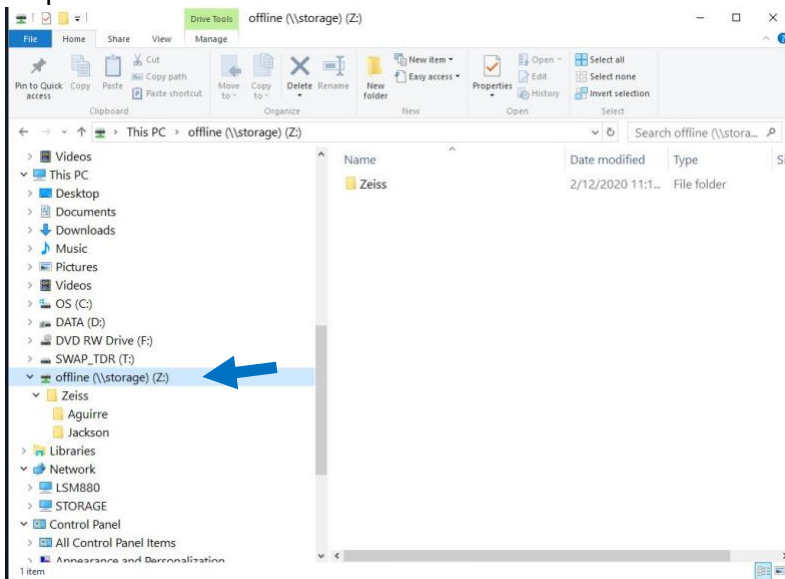 Drive Tools offline (\\storage) (Z:)
File Home Share View Manage
Pin to Quick access
Copy
Paste
Cut
Copy path
Paste shortcut
Clipboard
Move to
Copy to
Delete
Rename
Organize
New folder
New item
Easy access
New
Properties
Open
Edit
History
Open
Select all
Select none
Invert selection
Select
This PC offline (\\storage) (Z:) Search offline (\\stora...
Videos
This PC
Desktop
Documents
Downloads
Music
Pictures
Videos
OS (C:)
DATA (D:)
DVD RW Drive (F:)
SWAP_TDR (T:)
offline (\\storage) (Z:)
Zeiss
Aguirre
Jackson
Libraries
Network
LSM880
STORAGE
Control Panel
All Control Panel Items
Appearance and Personalization
Name Date modified Type Si
Zeiss 2/12/2020 11:1... File folder
1 item